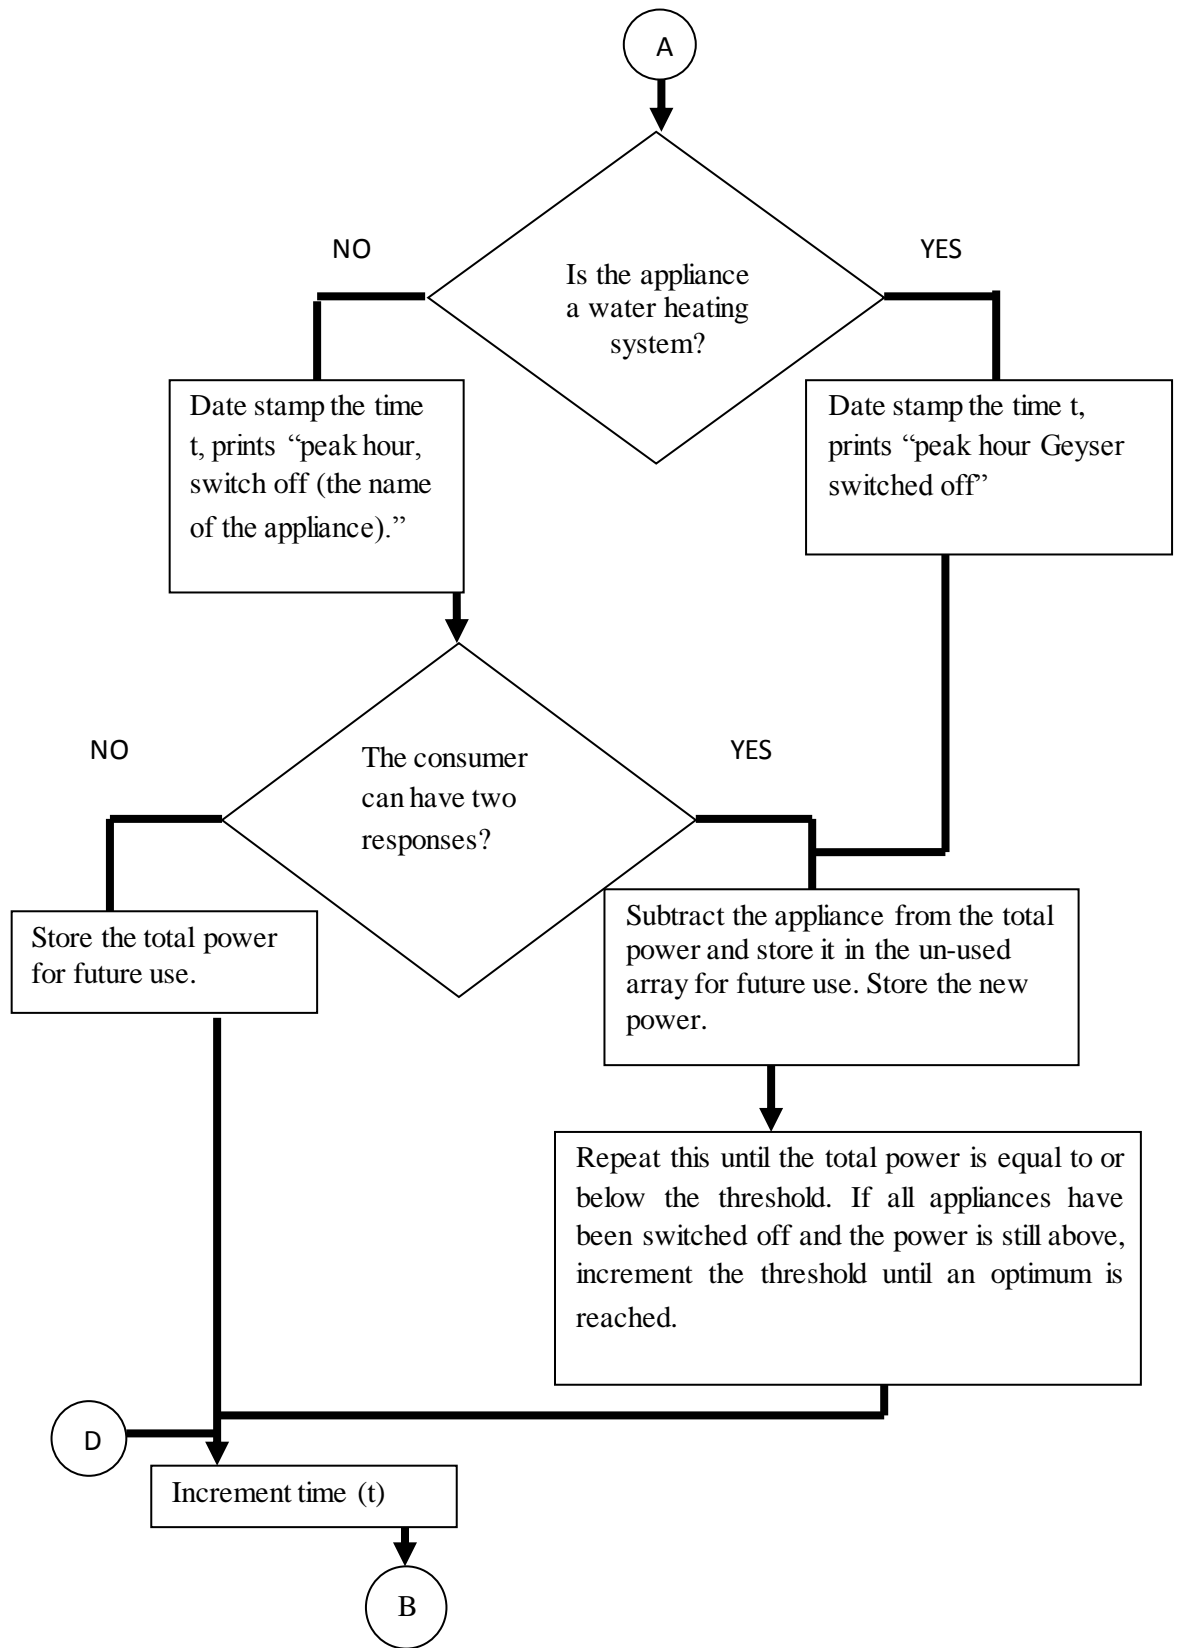 A
NO
YES
Is the appliance
a water heating
system?
Date stamp the time
t, prints “peak hour,
switch off (the name
of the appliance).”
Date stamp the time t,
prints “peak hour Geyser
switched off”
NO
YES
The consumer
can have two
responses?
Store the total power
for future use.
Subtract the appliance from the total
power and store it in the un-used
array for future use. Store the new
power.
Repeat this until the total power is equal to or
below the threshold. If all appliances have
been switched off and the power is still above,
increment the threshold until an optimum is
reached.
D
Increment time (t)
B